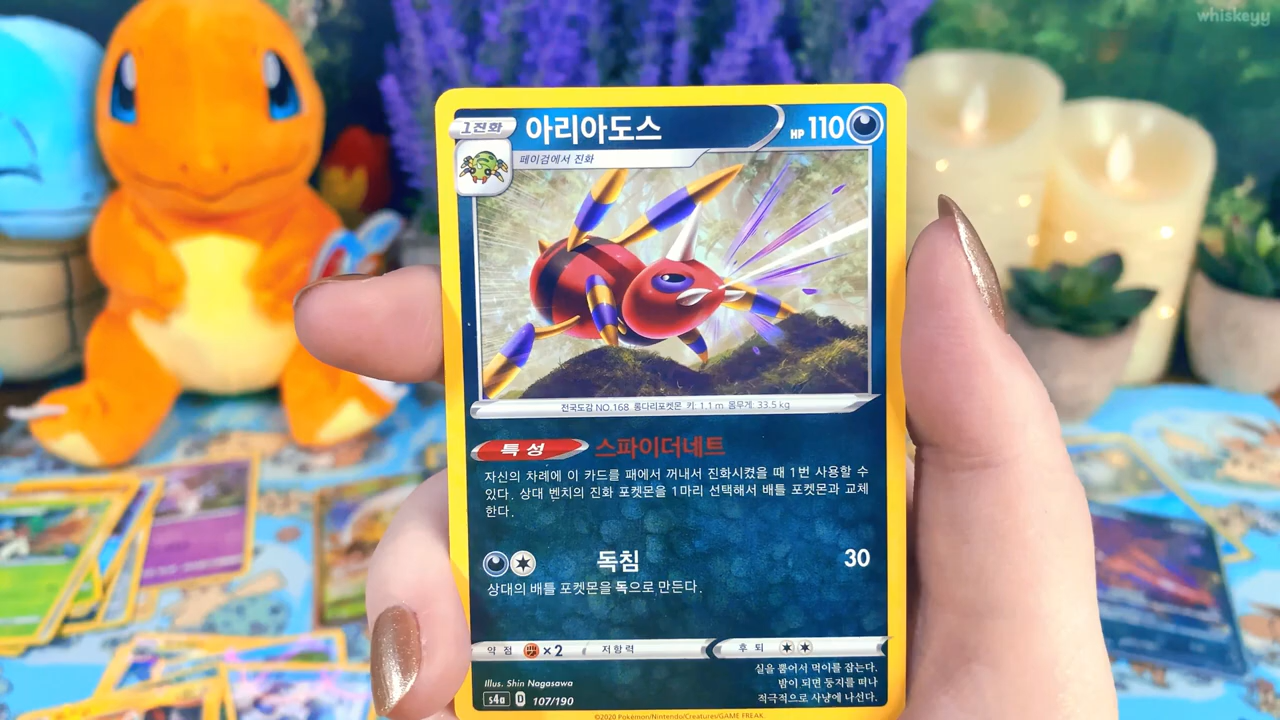 whiskeyy
1진화
아리아도스
HP 110
페이검에서 진화
전국도감 NO.168 롱다리포켓몬 키: 1.1 m 몸무게: 33.5 kg
특성 스파이더네트
자신의 차례에 이 카드를 패에서 꺼내서 진화시켰을 때 1번 사용할 수
있다. 상대 벤치의 진화 포켓몬을 1마리 선택해서 배틀 포켓몬과 교체
한다.
독침 30
상대의 배틀 포켓몬을 독으로 만든다.
약점 ×2 저항력 후퇴
Illus. Shin Nagasawa
s4a D 107/190
실을 뿜어서 먹이를 잡는다.
밤이 되면 둥지를 떠나
적극적으로 사냥에 나선다.
©2020 Pokémon/Nintendo/Creatures/GAME FREAK.